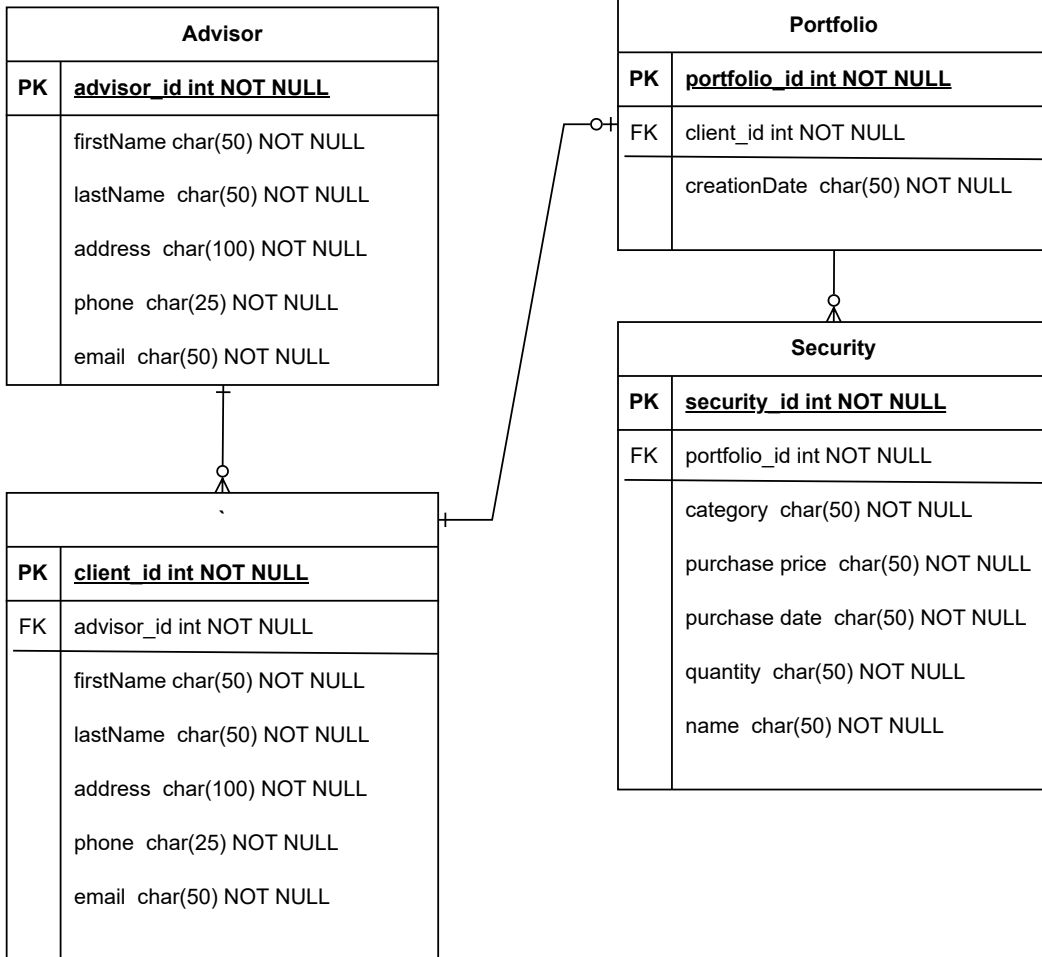 Advisor
PK advisor_id int NOT NULL
firstName char(50) NOT NULL
lastName  char(50) NOT NULL
address  char(100) NOT NULL
phone  char(25) NOT NULL
email  char(50) NOT NULL
`
PK client_id int NOT NULL
FK advisor_id int NOT NULL
firstName char(50) NOT NULL
lastName  char(50) NOT NULL
address  char(100) NOT NULL
phone  char(25) NOT NULL
email  char(50) NOT NULL
Portfolio
PK portfolio_id int NOT NULL
FK client_id int NOT NULL
creationDate  char(50) NOT NULL
Security
PK security_id int NOT NULL
FK portfolio_id int NOT NULL
category  char(50) NOT NULL
purchase price  char(50) NOT NULL
purchase date  char(50) NOT NULL
quantity  char(50) NOT NULL
name  char(50) NOT NULL